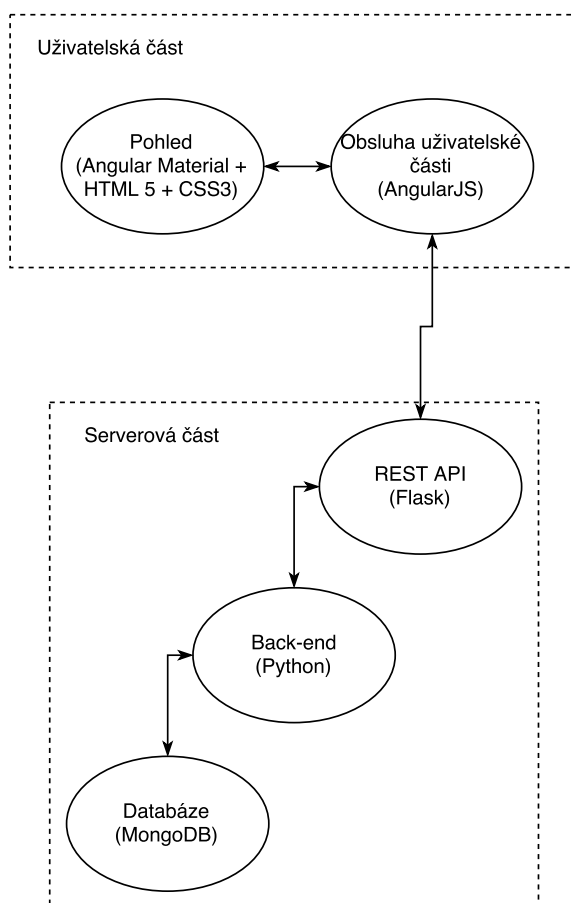 Uživatelská část
Pohled
(Angular Material +
HTML 5 + CSS3)
Obsluha uživatelské
části
(AngularJS)
Serverová část
REST API
(Flask)
Back-end
(Python)
Databáze
(MongoDB)